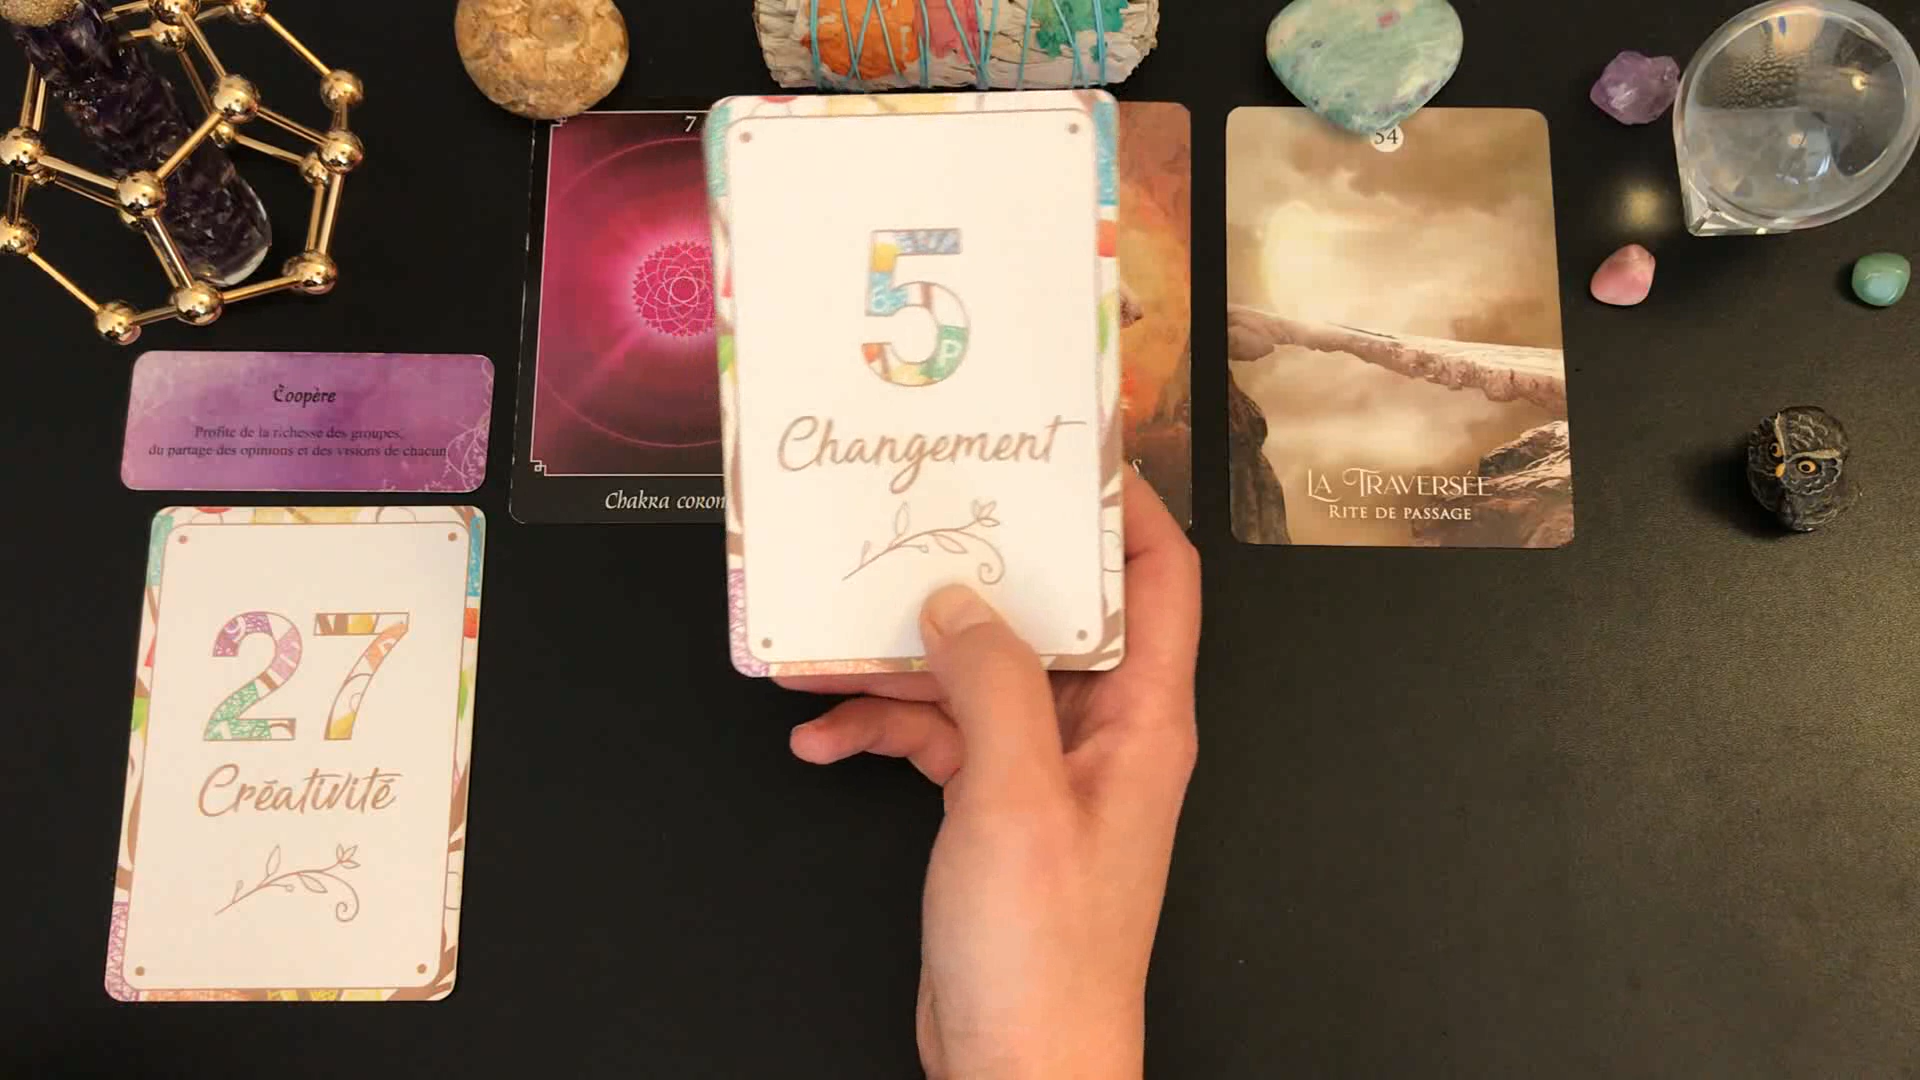 Coopère
Profite de la richesse des groupes,
du partage des opinions et des visions de chacun
27
Créativité
7
Chakra coron
5
Changement
54
LA TRAVERSÉE
RITE DE PASSAGE